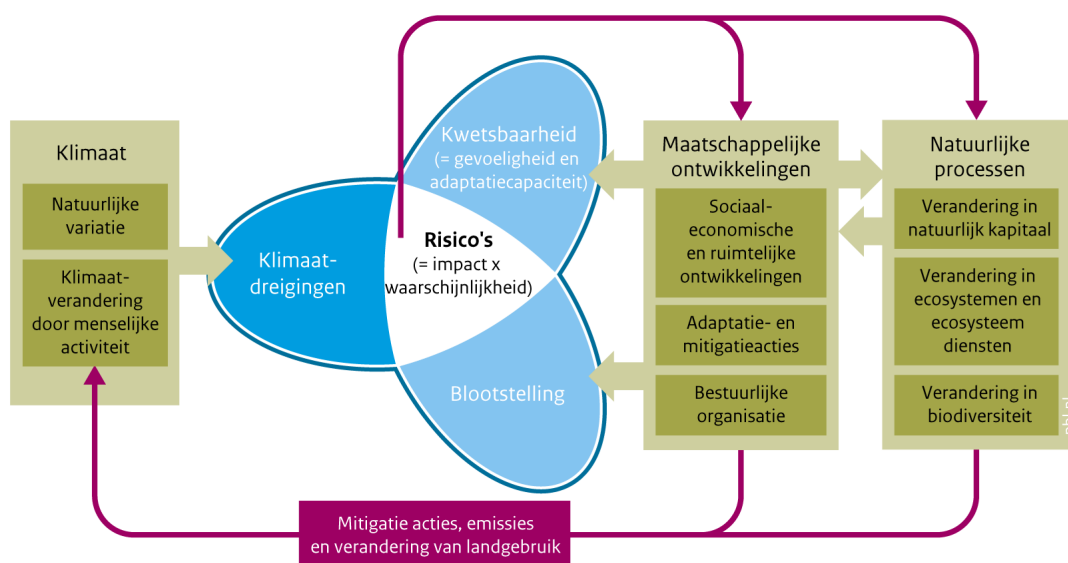 Klimaat
Natuurlijke
variatie
Klimaat-
verandering
door menselijke
activiteit
Klimaat-
dreigingen
Kwetsbaarheid
(= gevoeligheid en
adaptatiecapaciteit)
Risico's
(= impact x
waarschijnlijkheid)
Blootstelling
Maatschappelijke
ontwikkelingen
Sociaal-
economische
en ruimtelijke
ontwikkelingen
Adaptatie- en
mitigatieacties
Bestuurlijke
organisatie
Natuurlijke
processen
Verandering in
natuurlijk kapitaal
Verandering in
ecosystemen en
ecosysteem
diensten
Verandering in
biodiversiteit
pbl.nl
Mitigatie acties, emissies
en verandering van landgebruik